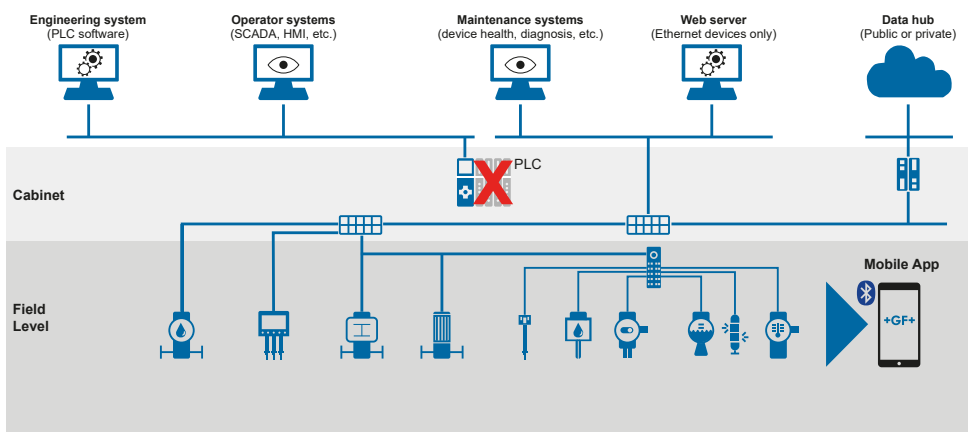 Engineering system
(PLC software)
Operator systems
(SCADA, HMI, etc.)
Maintenance systems
(device health, diagnosis, etc.)
Web server
(Ethernet devices only)
Data hub
(Public or private)
PLC
Cabinet
Mobile App
Field
Level
+GF+